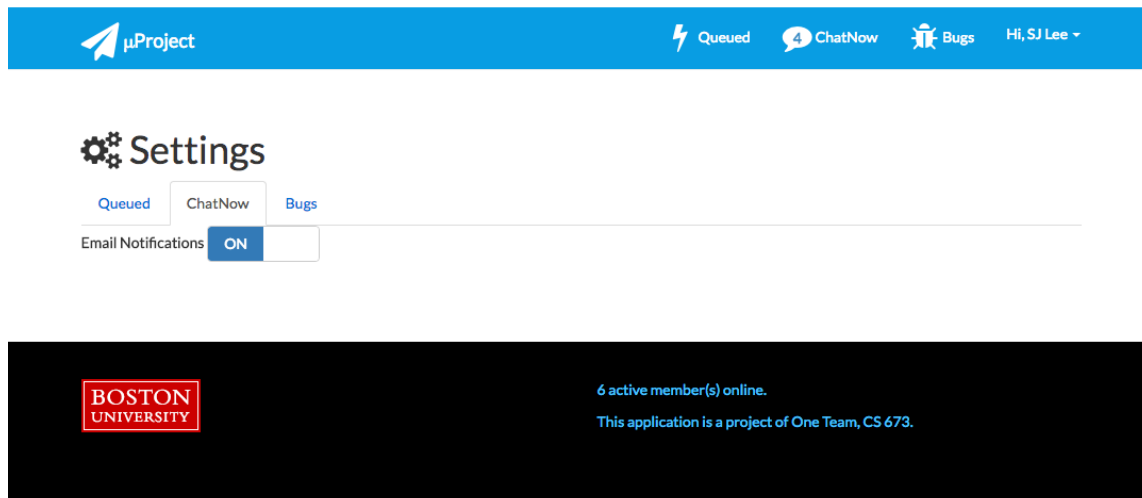 µProject
Queued 4 ChatNow Bugs Hi, SJ Lee
Settings
Queued ChatNow Bugs
Email Notifications ON
BOSTON
UNIVERSITY
6 active member(s) online.
This application is a project of One Team, CS 673.